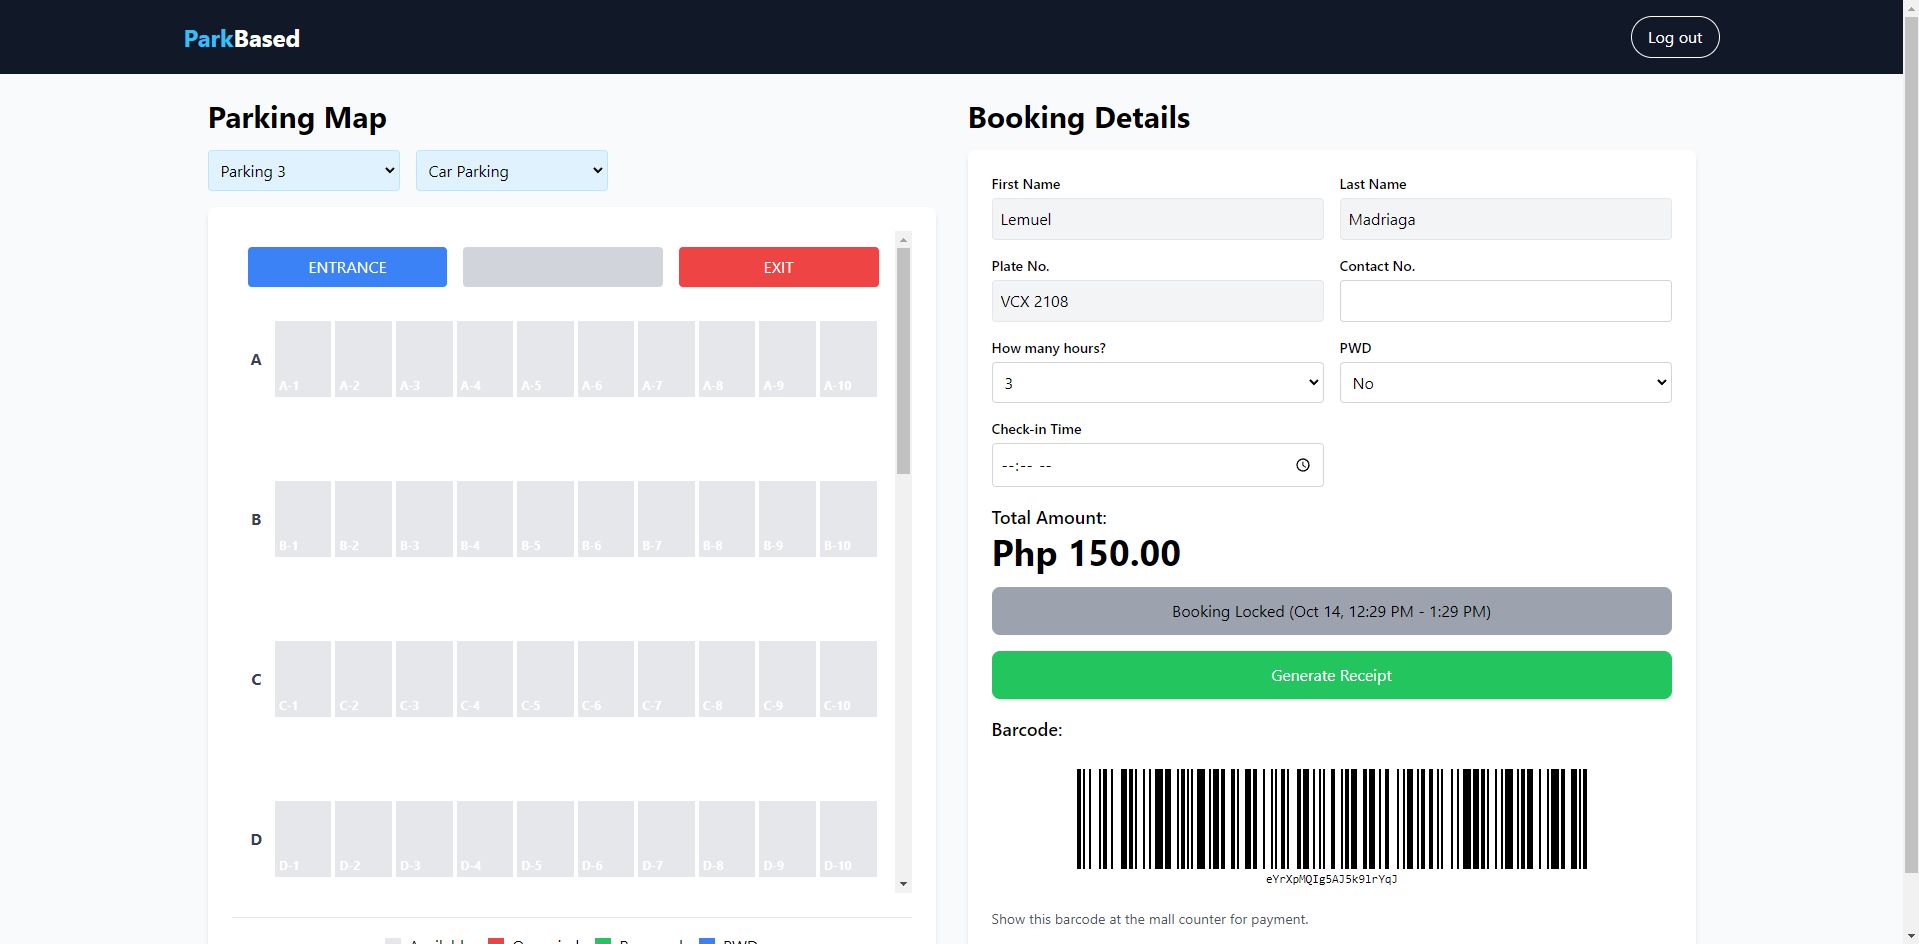 ParkBased
Log out
Parking Map
Parking 3
Car Parking
ENTRANCE
EXIT
A
A-1 A-2 A-3 A-4 A-5 A-6 A-7 A-8 A-9 A-10
B
B-1 B-2 B-3 B-4 B-5 B-6 B-7 B-8 B-9 B-10
C
C-1 C-2 C-3 C-4 C-5 C-6 C-7 C-8 C-9 C-10
D
D-1 D-2 D-3 D-4 D-5 D-6 D-7 D-8 D-9 D-10
PWD
Booking Details
First Name
Lemuel
Last Name
Madriaga
Plate No.
VCX 2108
Contact No.
How many hours?
3
PWD
No
Check-in Time
--:-- --
Total Amount:
Php 150.00
Booking Locked (Oct 14, 12:29 PM - 1:29 PM)
Generate Receipt
Barcode:
eYrXpMQIg5AJ5k9lrYqJ
Show this barcode at the mall counter for payment.